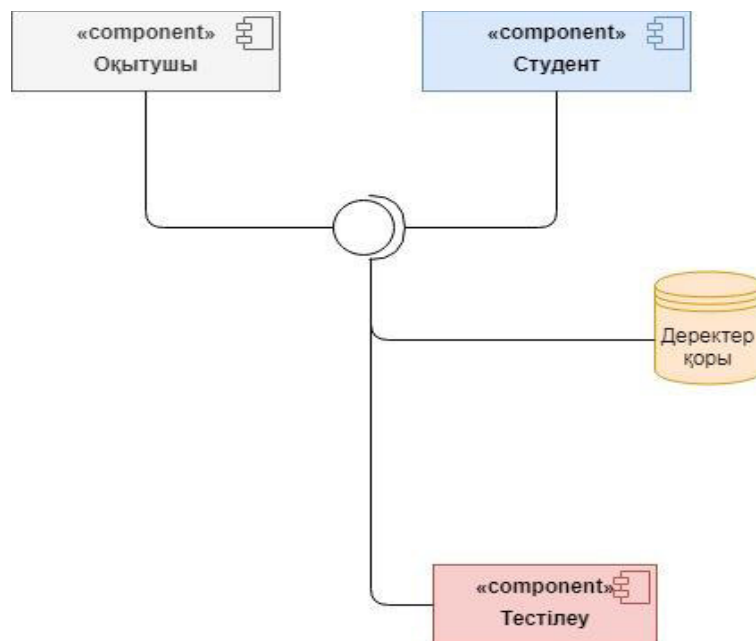 «component»
Оқытушы
«component»
Студент
Деректер
қоры
«component»
Тестілеу